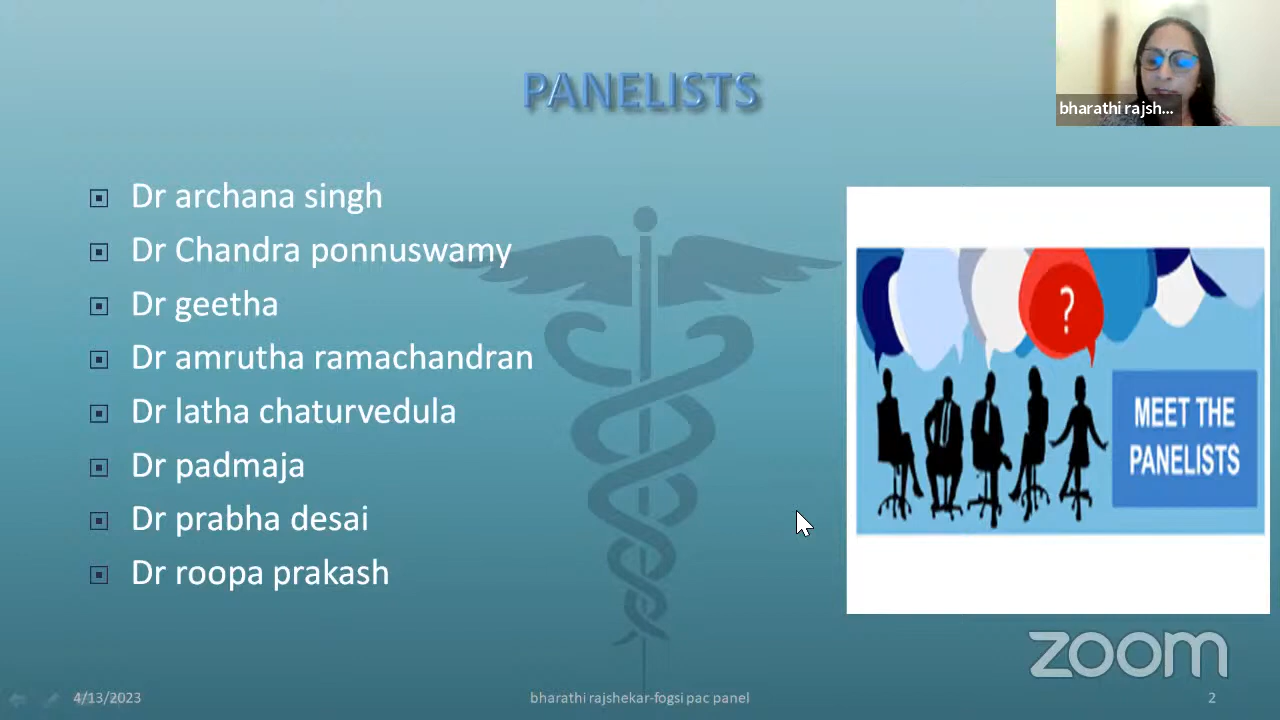 PANELISTS
bharathi rajsh...
Dr archana singh
Dr Chandra ponnuswamy
Dr geetha
Dr amrutha ramachandran
Dr latha chaturvedula
Dr padmaja
Dr prabha desai
Dr roopa prakash
?
MEET THE
PANELISTS
zoom
4/13/2023
bharathi rajshekar-fogsi pac panel
2